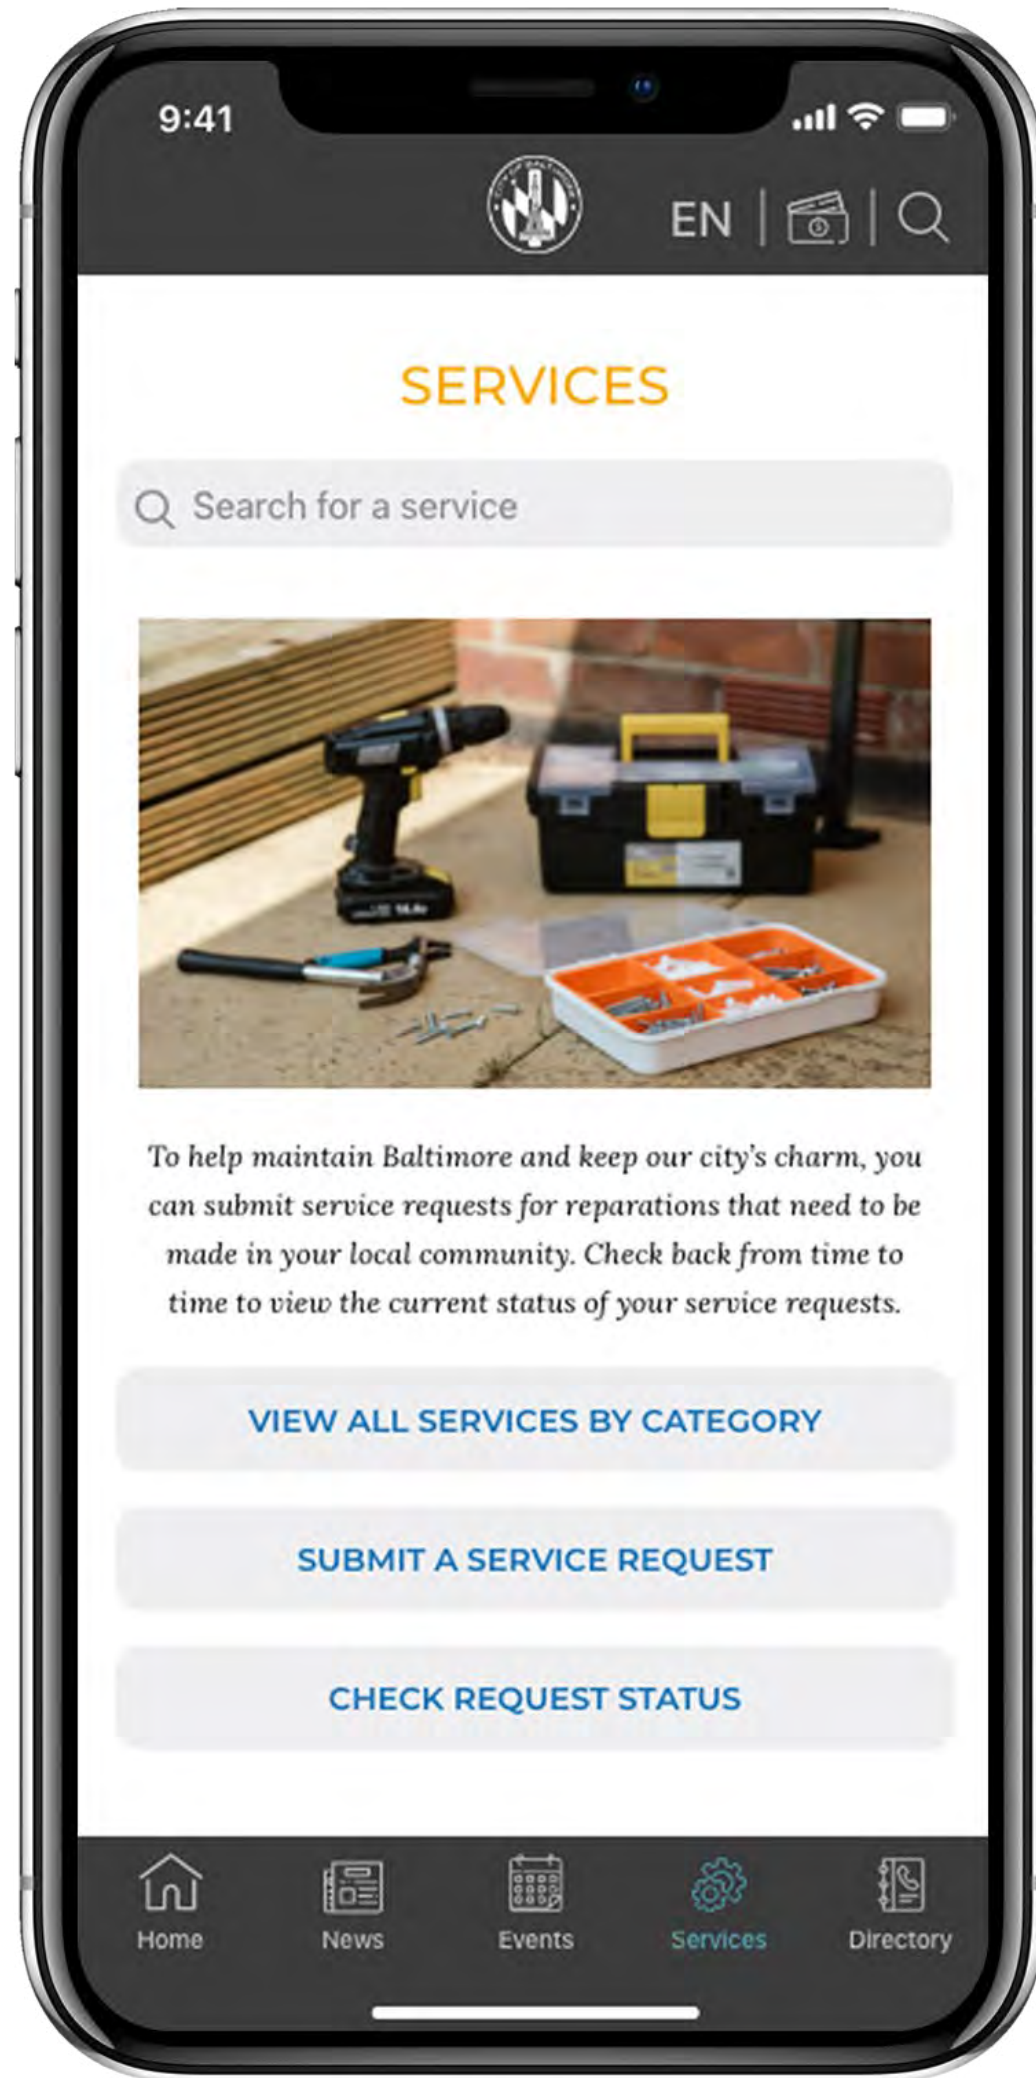 9:41
EN
SERVICES
Search for a service
To help maintain Baltimore and keep our city's charm, you
can submit service requests for reparations that need to be
made in your local community. Check back from time to
time to view the current status of your service requests.
VIEW ALL SERVICES BY CATEGORY
SUBMIT A SERVICE REQUEST
CHECK REQUEST STATUS
Home
News
Events
Services
Directory